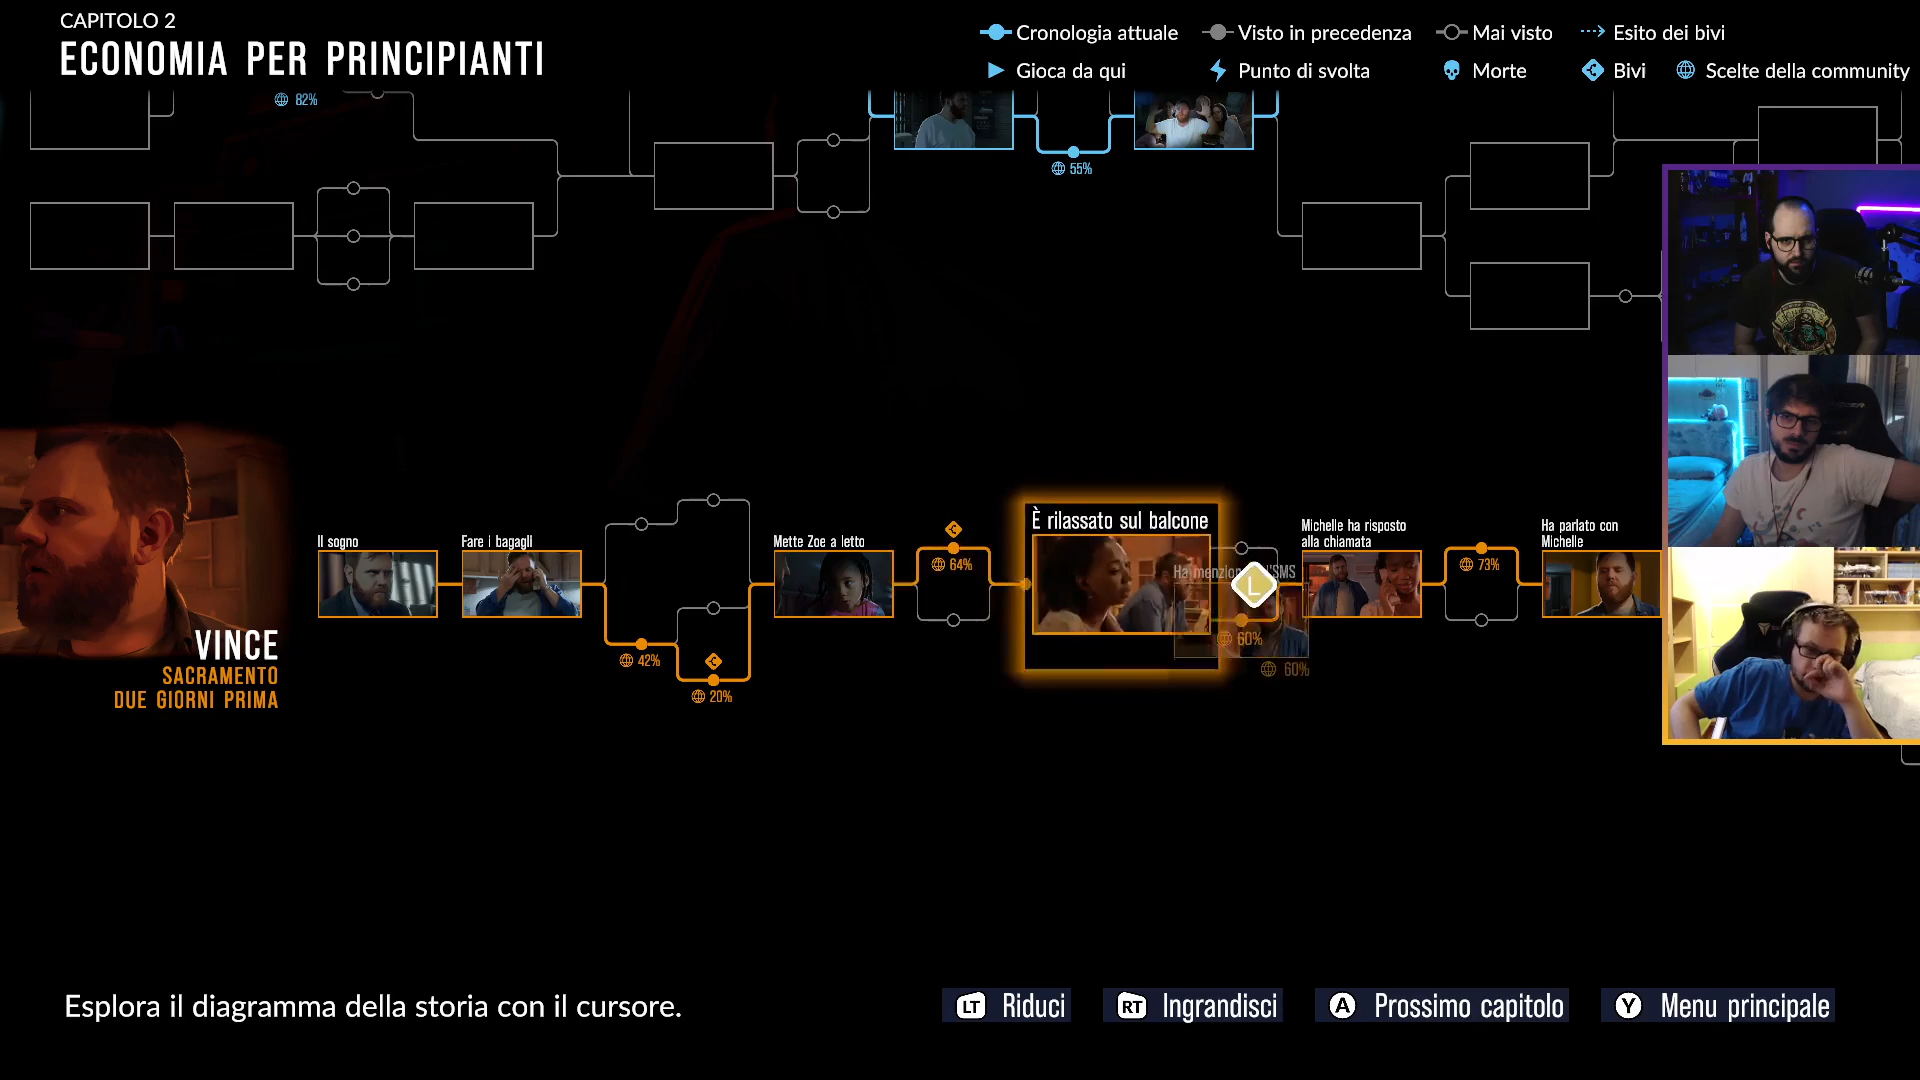 CAPITOLO 2
ECONOMIA PER PRINCIPIANTI
Cronologia attuale
Visto in precedenza
Mai visto
Esito dei bivi
Gioca da qui
Punto di svolta
Morte
Bivi
Scelte della community
82%
55%
VINCE
SACRAMENTO
DUE GIORNI PRIMA
Il sogno
Fare i bagagli
42%
20%
Mette Zoe a letto
64%
È rilassato sul balcone
Ha menzion
SMS
L
60%
60%
Michelle ha risposto
alla chiamata
73%
Ha parlato con
Michelle
Esplora il diagramma della storia con il cursore.
LT Riduci
RT Ingrandisci
A Prossimo capitolo
Y Menu principale